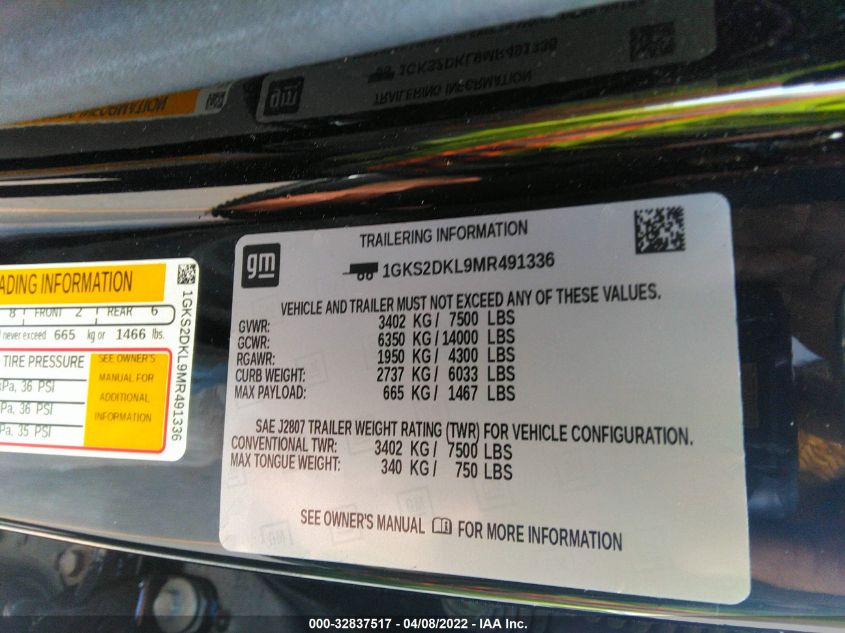 gm
TRAILERING INFORMATION
1GKS2DKL9MR491336
VEHICLE AND TRAILER MUST NOT EXCEED ANY OF THESE VALUES.
GVWR: 3402 KG / 7500 LBS
GCWR: 6350 KG / 14000 LBS
RGAWR: 1950 KG / 4300 LBS
CURB WEIGHT: 2737 KG / 6033 LBS
MAX PAYLOAD: 665 KG / 1467 LBS
SAE J2807 TRAILER WEIGHT RATING (TWR) FOR VEHICLE CONFIGURATION.
CONVENTIONAL TWR: 3402 KG / 7500 LBS
MAX TONGUE WEIGHT: 340 KG / 750 LBS
SEE OWNER'S MANUAL FOR MORE INFORMATION
ADING INFORMATION
8 FRONT 2 REAR 6
never exceed 665 kg or 1466 lbs.
TIRE PRESSURE
Pa, 36 PSI
Pa, 36 PSI
Pa, 35 PSI
SEE OWNER'S
MANUAL FOR
ADDITIONAL
INFORMATION
1GKS2DKL9MR491336
1GKS2DKL9MR491336
TRAILERING INFORMATION
000-32837517 - 04/08/2022 - IAA Inc.